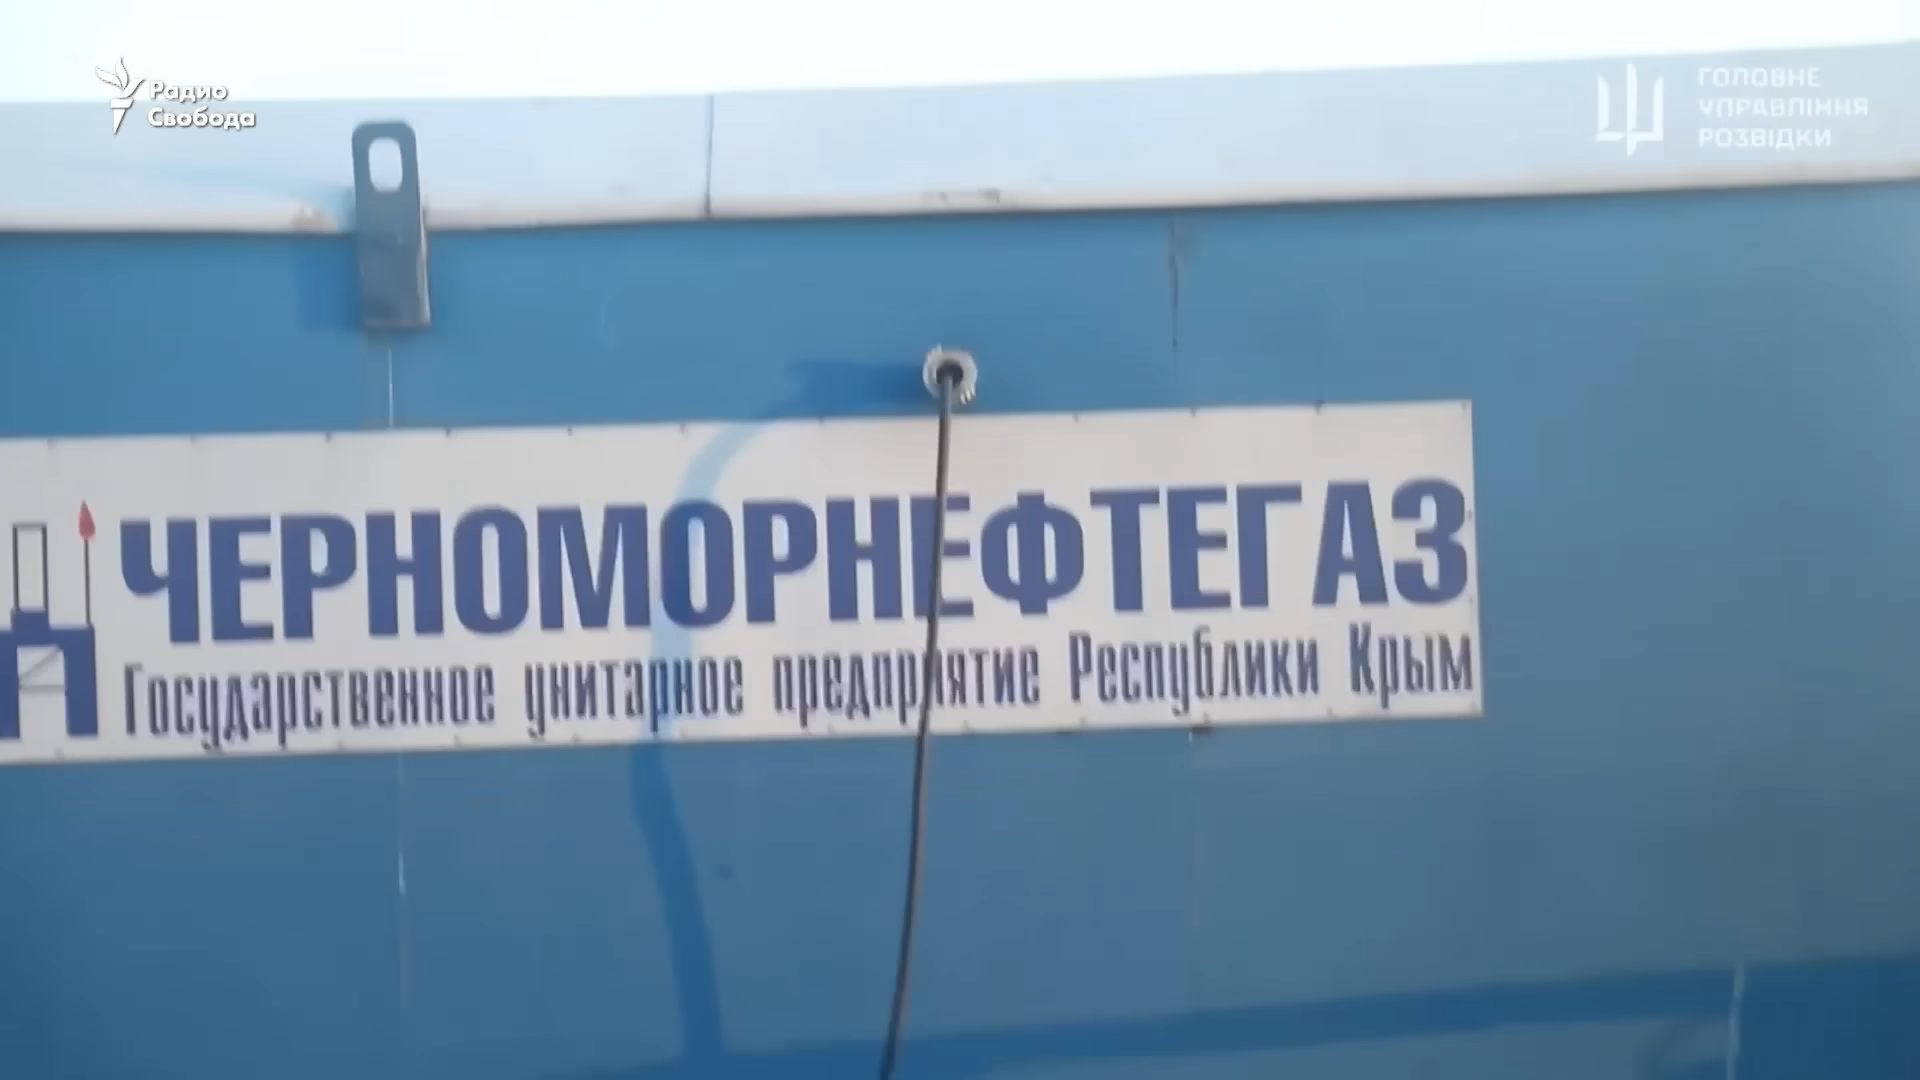 Радио
Свобода
ГОЛОВНЕ
УПРАВЛІННЯ
РОЗВІДКИ
ЧЕРНОМОРНЕФТЕГАЗ
Государственное унитарное предприятие Республики Крым